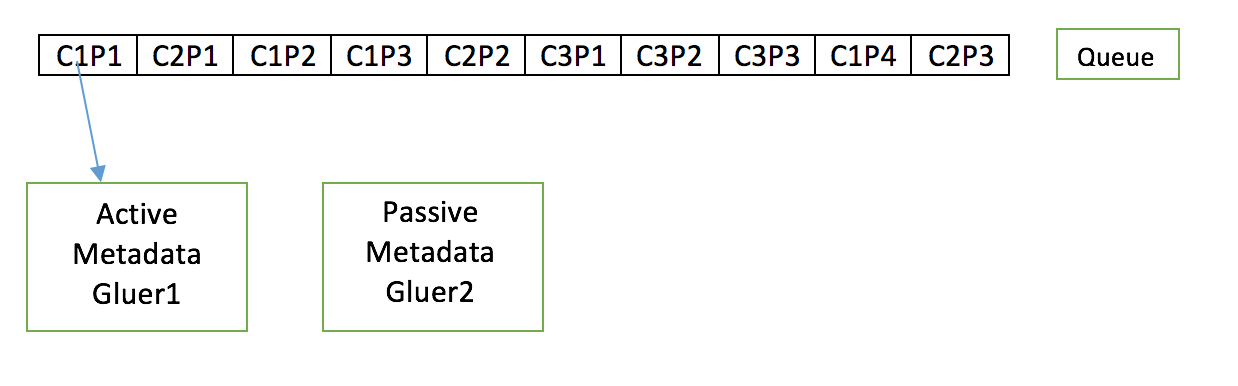 C1P1 C2P1 C1P2 C1P3 C2P2 C3P1 C3P2 C3P3 C1P4 C2P3 Queue
Active Passive
Metadata Metadata
Gluer1 Gluer2